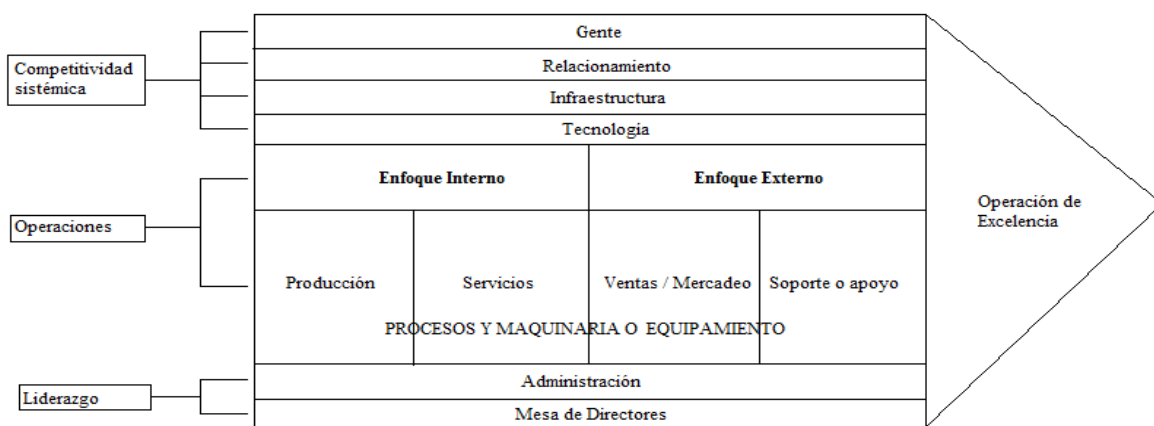 Gente
Competitividad
sistémica
Relacionamiento
Infraestructura
Tecnología
Enfoque Interno
Enfoque Externo
Operaciones
Operación de
Excelencia
Producción
Servicios
Ventas / Mercadeo
Soporte o apoyo
PROCESOS Y MAQUINARIA O EQUIPAMIENTO
Liderazgo
Administración
Mesa de Directores